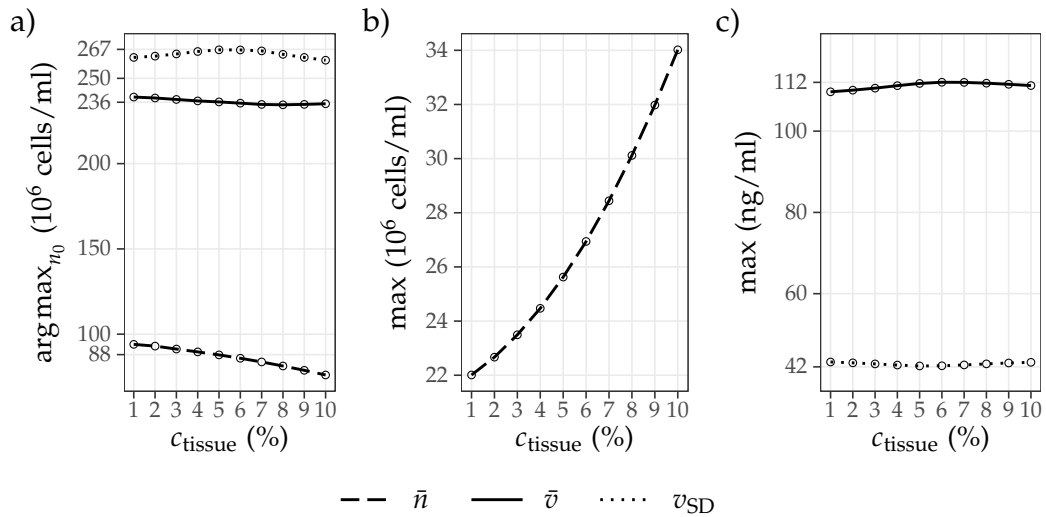 a)
arg max_{n_0} (10^6 cells/ml)
267
250
236
200
150
100
88
1 2 3 4 5 6 7 8 9 10
c_tissue (%)
b)
max (10^6 cells/ml)
34
32
30
28
26
24
22
1 2 3 4 5 6 7 8 9 10
c_tissue (%)
c)
max (ng/ml)
112
100
80
60
42
1 2 3 4 5 6 7 8 9 10
c_tissue (%)
n̄ v̄ v_SD